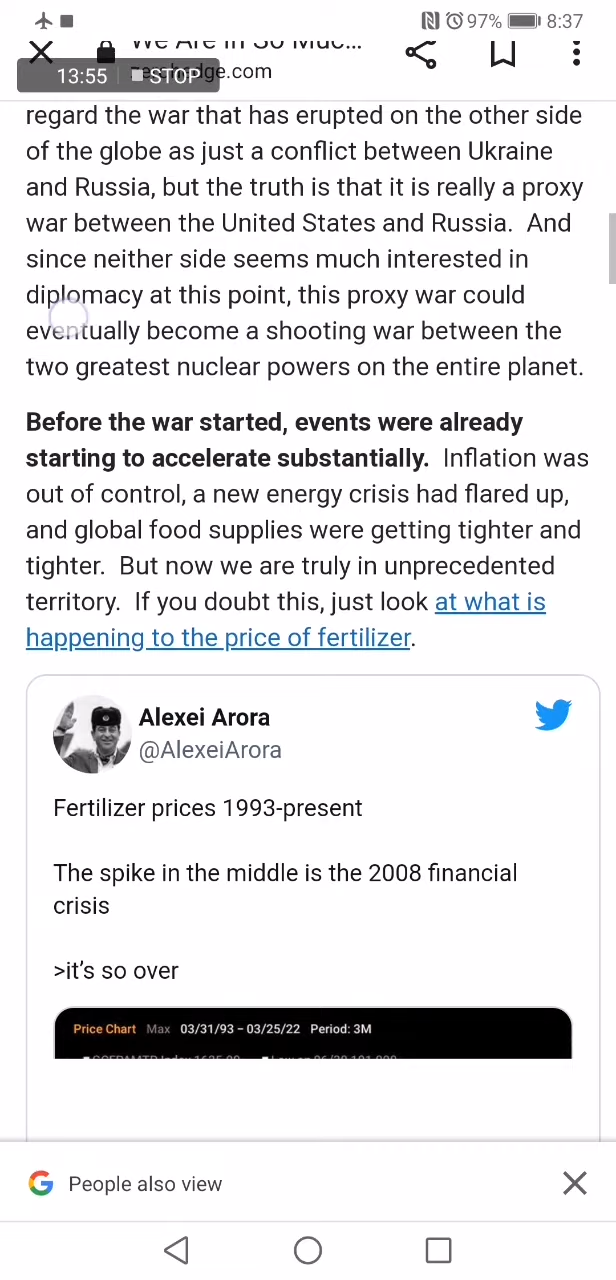 97% 8:37
We Are in So Muc...
13:55 STOP
dge.com
regard the war that has erupted on the other side
of the globe as just a conflict between Ukraine
and Russia, but the truth is that it is really a proxy
war between the United States and Russia.  And
since neither side seems much interested in
diplomacy at this point, this proxy war could
eventually become a shooting war between the
two greatest nuclear powers on the entire planet.
Before the war started, events were already
starting to accelerate substantially.  Inflation was
out of control, a new energy crisis had flared up,
and global food supplies were getting tighter and
tighter.  But now we are truly in unprecedented
territory.  If you doubt this, just look at what is
happening to the price of fertilizer.
Alexei Arora
@AlexeiArora
Fertilizer prices 1993-present
The spike in the middle is the 2008 financial
crisis
>it's so over
Price Chart Max 03/31/93 - 03/25/22 Period: 3M
People also view